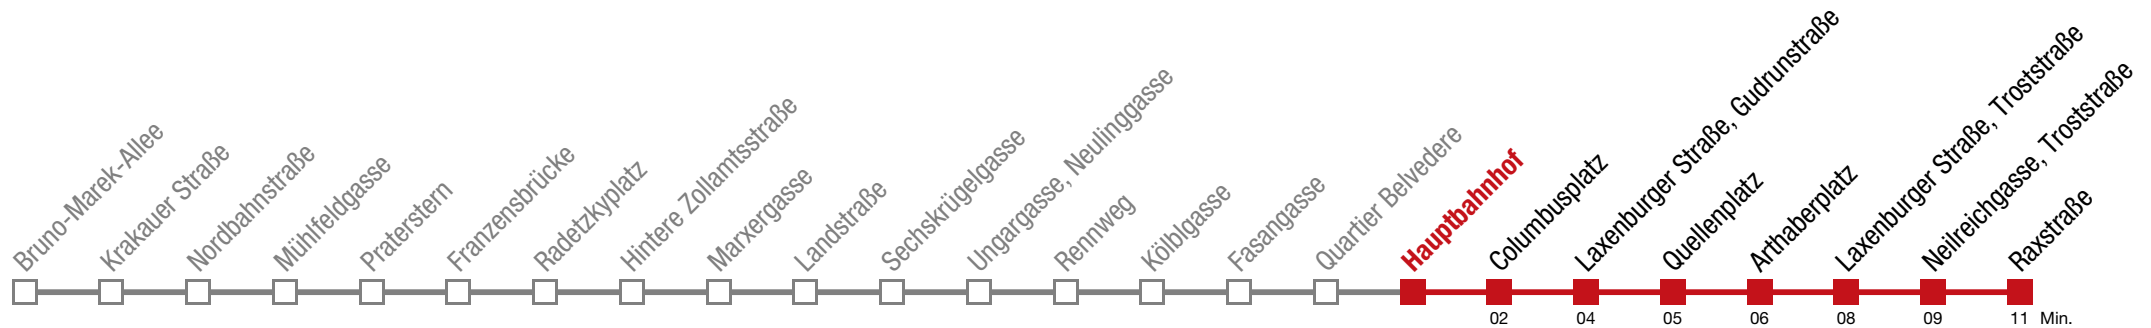 Bruno-Marek-Allee
Krakauer Straße
Nordbahnstraße
Mühlfeldgasse
Praterstern
Franzensbrücke
Radetzkyplatz
Hintere Zollamtsstraße
Marxergasse
Landstraße
Sechskrügelgasse
Ungargasse, Neulinggasse
Rennweg
Kölblgasse
Fasangasse
Quartier Belvedere
Hauptbahnhof
Columbusplatz
Laxenburger Straße, Gudrunstraße
Quellenplatz
Arthaberplatz
Laxenburger Straße, Troststraße
Neilreichgasse, Troststraße
Raxstraße
02 04 05 06 08 09 11 Min.